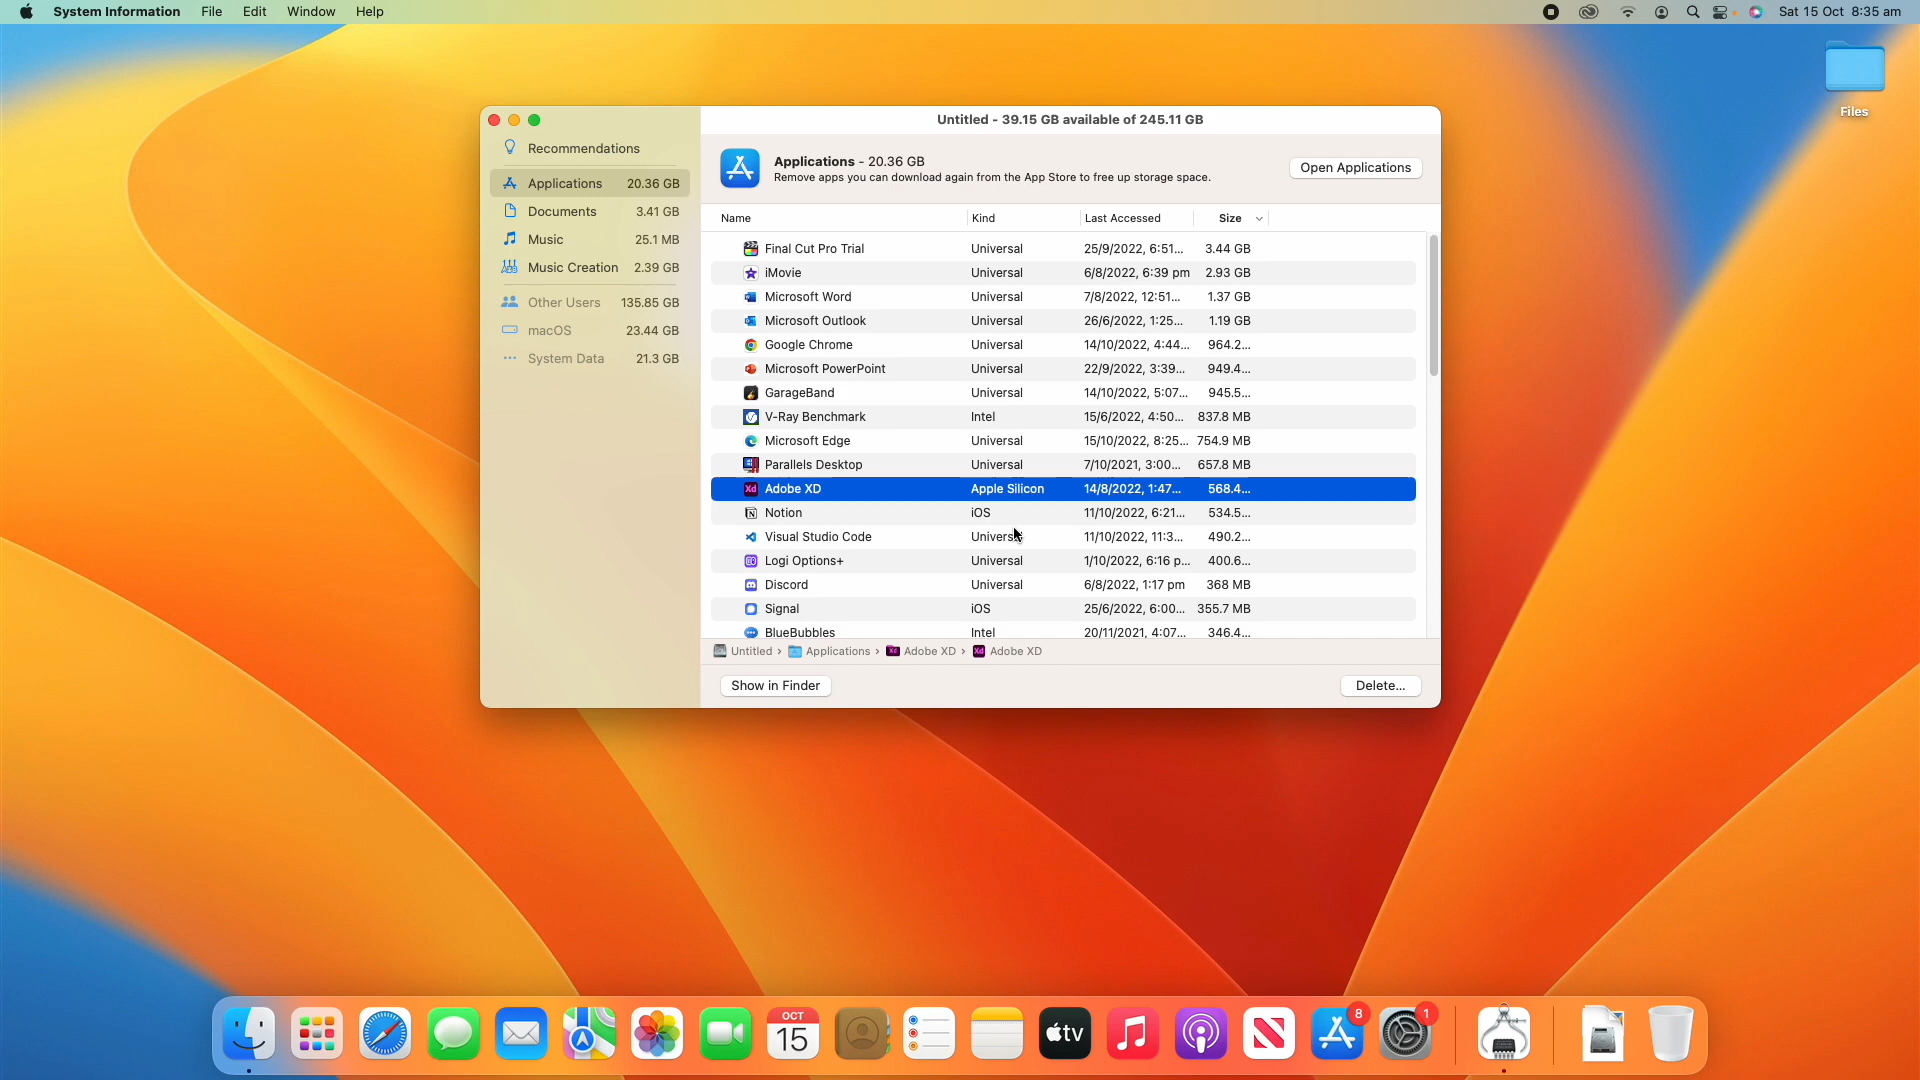 System Information File Edit Window Help
Sat 15 Oct 8:35 am
Files
Untitled - 39.15 GB available of 245.11 GB
Recommendations
Applications 20.36 GB
Documents 3.41 GB
Music 25.1 MB
Music Creation 2.39 GB
Other Users 135.85 GB
macOS 23.44 GB
System Data 21.3 GB
Applications - 20.36 GB
Remove apps you can download again from the App Store to free up storage space.
Open Applications
Name Kind Last Accessed Size
Final Cut Pro Trial Universal 25/9/2022, 6:51... 3.44 GB
iMovie Universal 6/8/2022, 6:39 pm 2.93 GB
Microsoft Word Universal 7/8/2022, 12:51... 1.37 GB
Microsoft Outlook Universal 26/6/2022, 1:25... 1.19 GB
Google Chrome Universal 14/10/2022, 4:44... 964.2...
Microsoft PowerPoint Universal 22/9/2022, 3:39... 949.4...
GarageBand Universal 14/10/2022, 5:07... 945.5...
V-Ray Benchmark Intel 15/6/2022, 4:50... 837.8 MB
Microsoft Edge Universal 15/10/2022, 8:25... 754.9 MB
Parallels Desktop Universal 7/10/2021, 3:00... 657.8 MB
Xd Adobe XD Apple Silicon 14/8/2022, 1:47... 568.4...
Notion iOS 11/10/2022, 6:21... 534.5...
Visual Studio Code Universal 11/10/2022, 11:3... 490.2...
Logi Options+ Universal 1/10/2022, 6:16 p... 400.6...
Discord Universal 6/8/2022, 1:17 pm 368 MB
Signal iOS 25/6/2022, 6:00... 355.7 MB
BlueBubbles Intel 20/11/2021, 4:07... 346.4...
Untitled › Applications › Adobe XD › Xd Adobe XD
Show in Finder
Delete...
OCT
15
tv
8
1